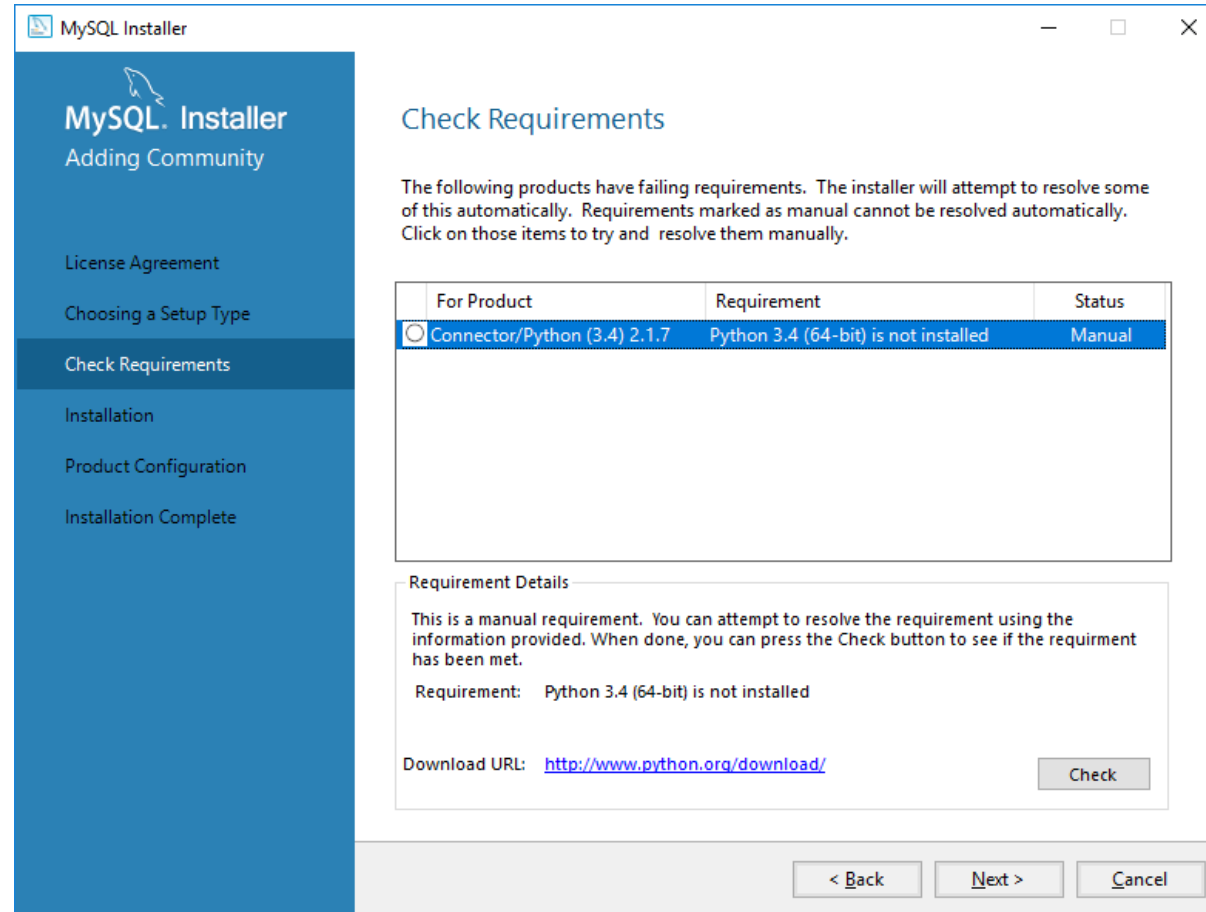 MySQL Installer
MySQL. Installer
Adding Community
License Agreement
Choosing a Setup Type
Check Requirements
Installation
Product Configuration
Installation Complete
Check Requirements
The following products have failing requirements.  The installer will attempt to resolve some
of this automatically.  Requirements marked as manual cannot be resolved automatically.
Click on those items to try and  resolve them manually.
For Product Requirement Status
Connector/Python (3.4) 2.1.7 Python 3.4 (64-bit) is not installed Manual
Requirement Details
This is a manual requirement.  You can attempt to resolve the requirement using the
information provided. When done, you can press the Check button to see if the requirment
has been met.
Requirement: Python 3.4 (64-bit) is not installed
Download URL: http://www.python.org/download/
Check
< Back Next > Cancel